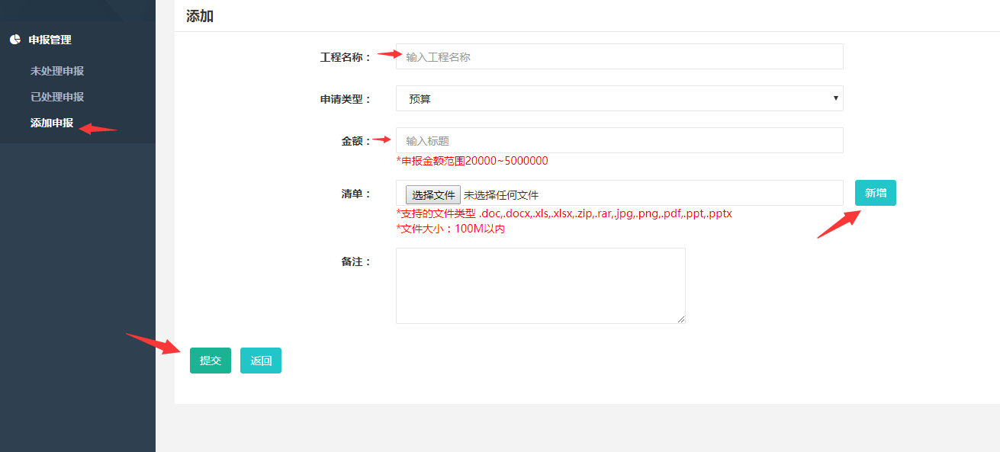 添加
申报管理
未处理申报
已处理申报
添加申报
工程名称： 输入工程名称
申请类型： 预算
金额： 输入标题
*申报金额范围20000~5000000
清单： 选择文件 未选择任何文件 新增
*支持的文件类型 .doc,.docx,.xls,.xlsx,.zip,.rar,.jpg,.png,.pdf,.ppt,.pptx
*文件大小：100M以内
备注：
提交 返回